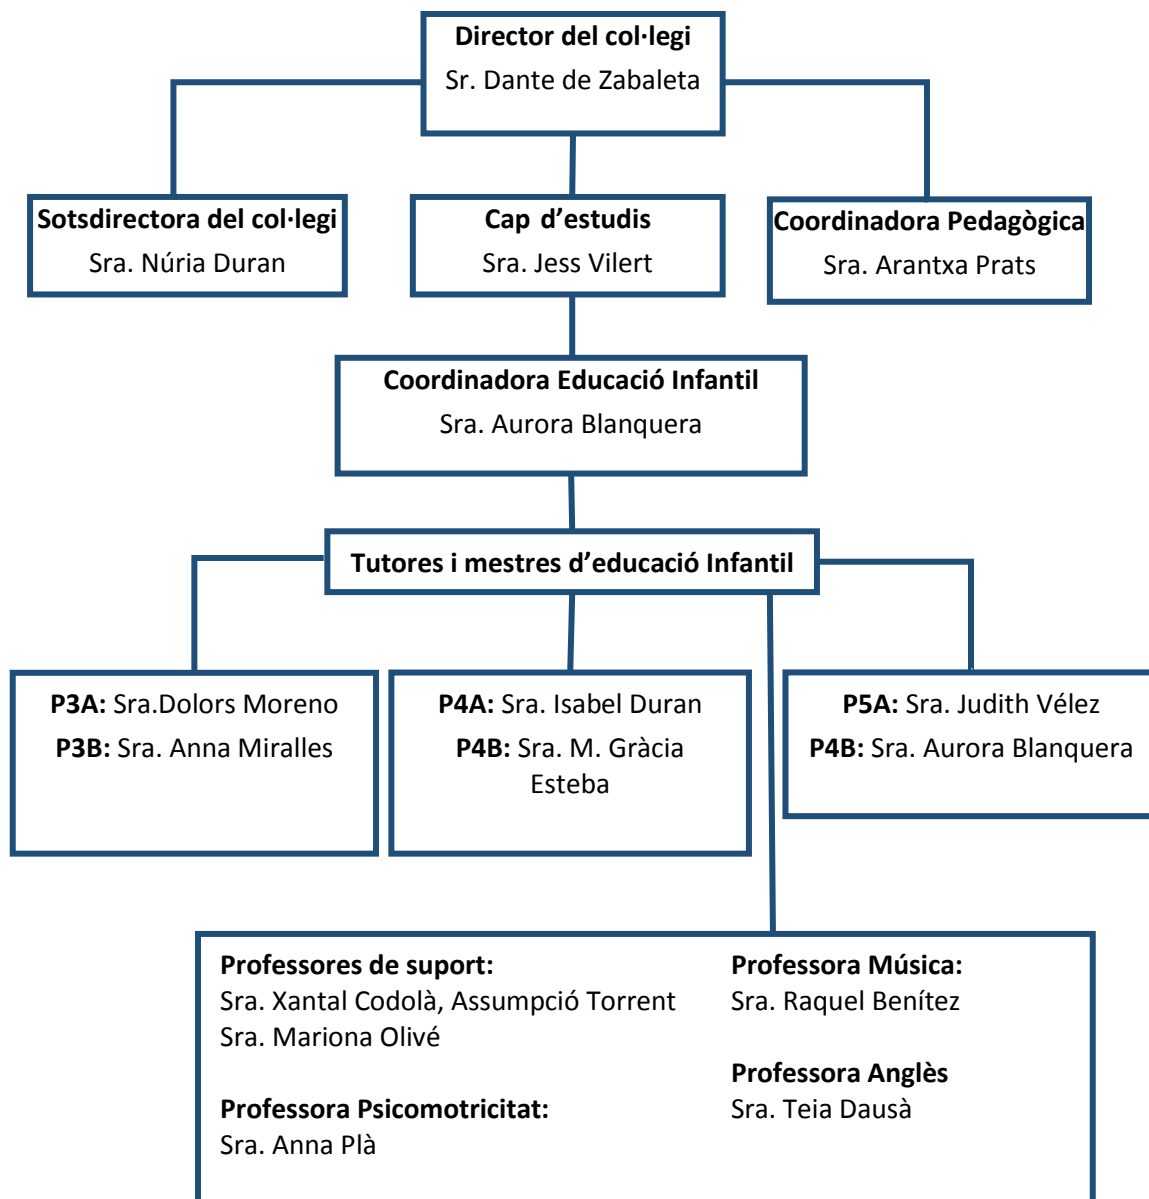 Director del col·legi
Sr. Dante de Zabaleta
Sotsdirectora del col·legi
Sra. Núria Duran
Cap d’estudis
Sra. Jess Vilert
Coordinadora Pedagògica
Sra. Arantxa Prats
Coordinadora Educació Infantil
Sra. Aurora Blanquera
Tutores i mestres d’educació Infantil
P3A: Sra.Dolors Moreno
P3B: Sra. Anna Miralles
P4A: Sra. Isabel Duran
P4B: Sra. M. Gràcia
Esteba
P5A: Sra. Judith Vélez
P4B: Sra. Aurora Blanquera
Professores de suport:
Sra. Xantal Codolà, Assumpció Torrent
Sra. Mariona Olivé
Professora Psicomotricitat:
Sra. Anna Plà
Professora Música:
Sra. Raquel Benítez
Professora Anglès
Sra. Teia Dausà